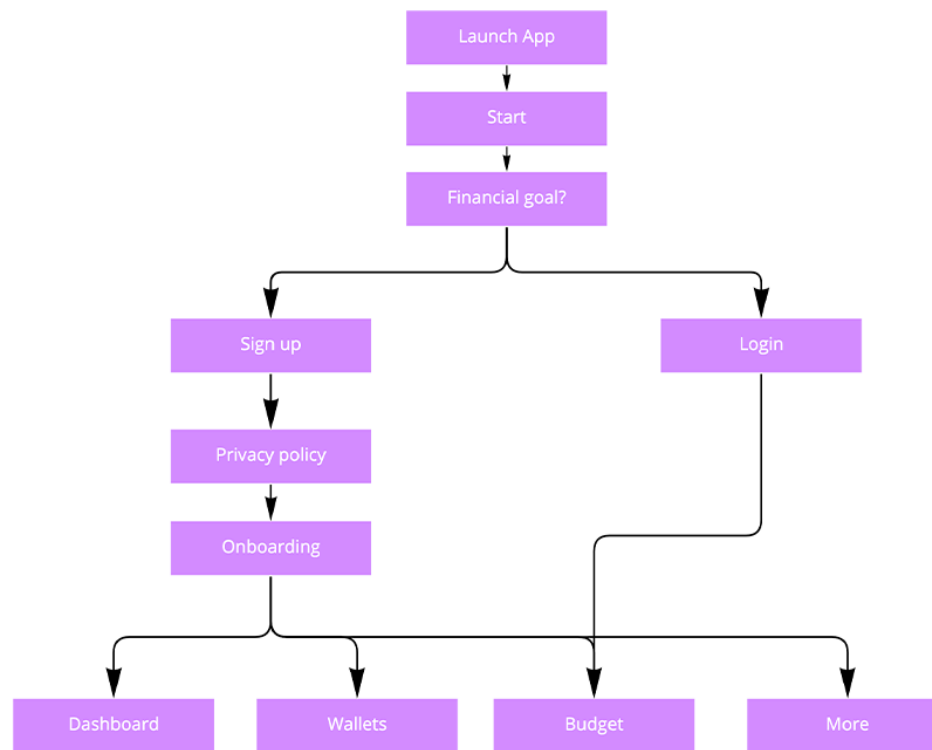 Launch App
Start
Financial goal?
Sign up
Login
Privacy policy
Onboarding
Dashboard
Wallets
Budget
More